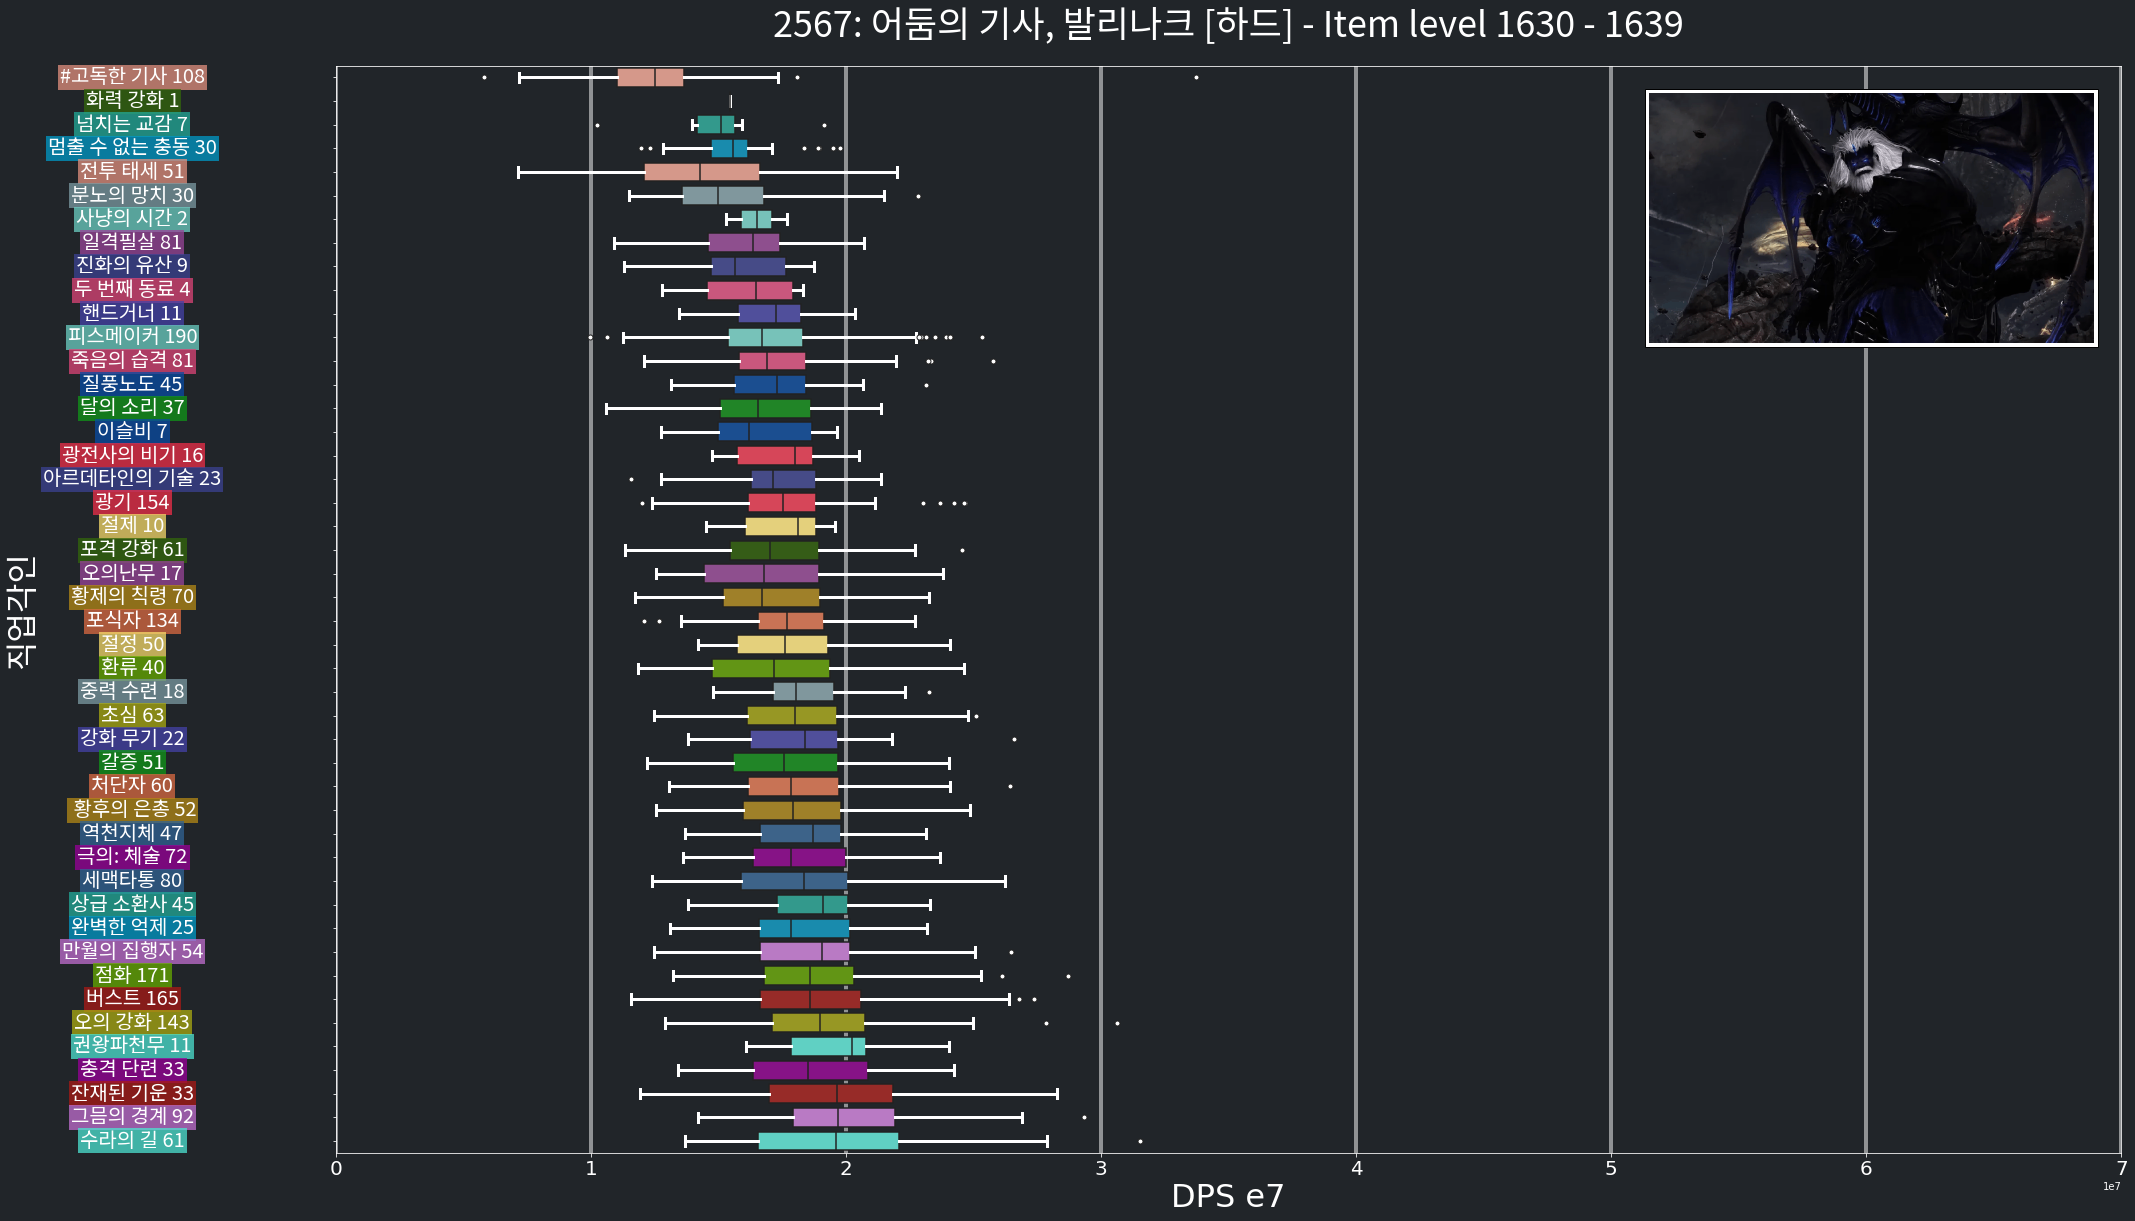 2567: 어둠의 기사, 발리나크 [하드] - Item level 1630 - 1639
직업각인
#고독한 기사 108
화력 강화 1
넘치는 교감 7
멈출 수 없는 충동 30
전투 태세 51
분노의 망치 30
사냥의 시간 2
일격필살 81
진화의 유산 9
두 번째 동료 4
핸드거너 11
피스메이커 190
죽음의 습격 81
질풍노도 45
달의 소리 37
이슬비 7
광전사의 비기 16
아르데타인의 기술 23
광기 154
절제 10
포격 강화 61
오의난무 17
황제의 칙령 70
포식자 134
절정 50
환류 40
중력 수련 18
초심 63
강화 무기 22
갈증 51
처단자 60
황후의 은총 52
역천지체 47
극의: 체술 72
세맥타통 80
상급 소환사 45
완벽한 억제 25
만월의 집행자 54
점화 171
버스트 165
오의 강화 143
권왕파천무 11
충격 단련 33
잔재된 기운 33
그믐의 경계 92
수라의 길 61
0 1 2 3 4 5 6 7
1e7
DPS e7